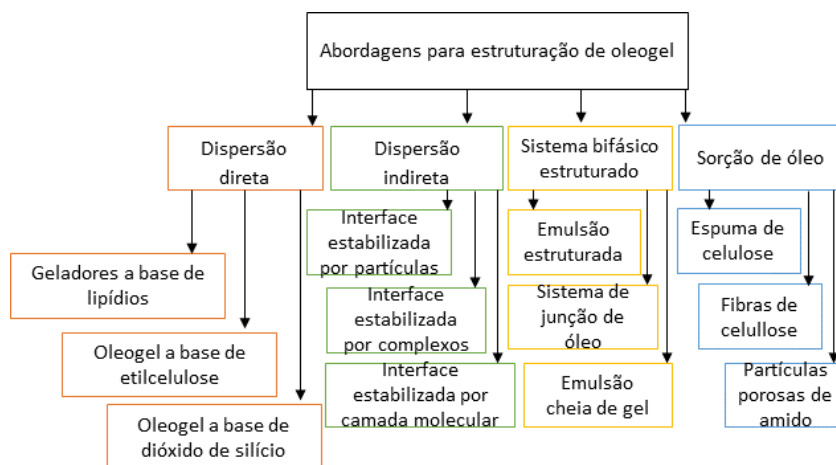 Abordagens para estruturação de oleogel
Dispersão
direta
Dispersão
indireta
Sistema bifásico
estruturado
Sorção de óleo
Geladores a base de
lipídios
Oleogel a base de
etilcelulose
Oleogel a base de
dióxido de silício
Interface
estabilizada
por partículas
Interface
estabilizada
por complexos
Interface
estabilizada por
camada molecular
Emulsão
estruturada
Sistema de
junção de
óleo
Emulsão
cheia de gel
Espuma de
celulose
Fibras de
celullose
Partículas
porosas de
amido